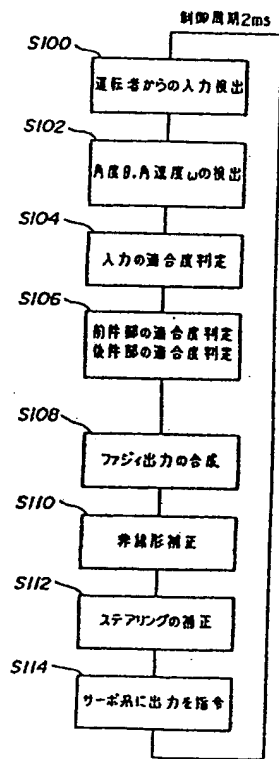 制御周期2ms
S100
運転者からの入力検出
S102
角度θ,角速度ωの検出
S104
入力の適合度判定
S106
前件部の適合度判定
後件部の適合度判定
S108
ファジィ出力の合成
S110
非線形補正
S112
ステアリングの補正
S114
サーボ系に出力を指令